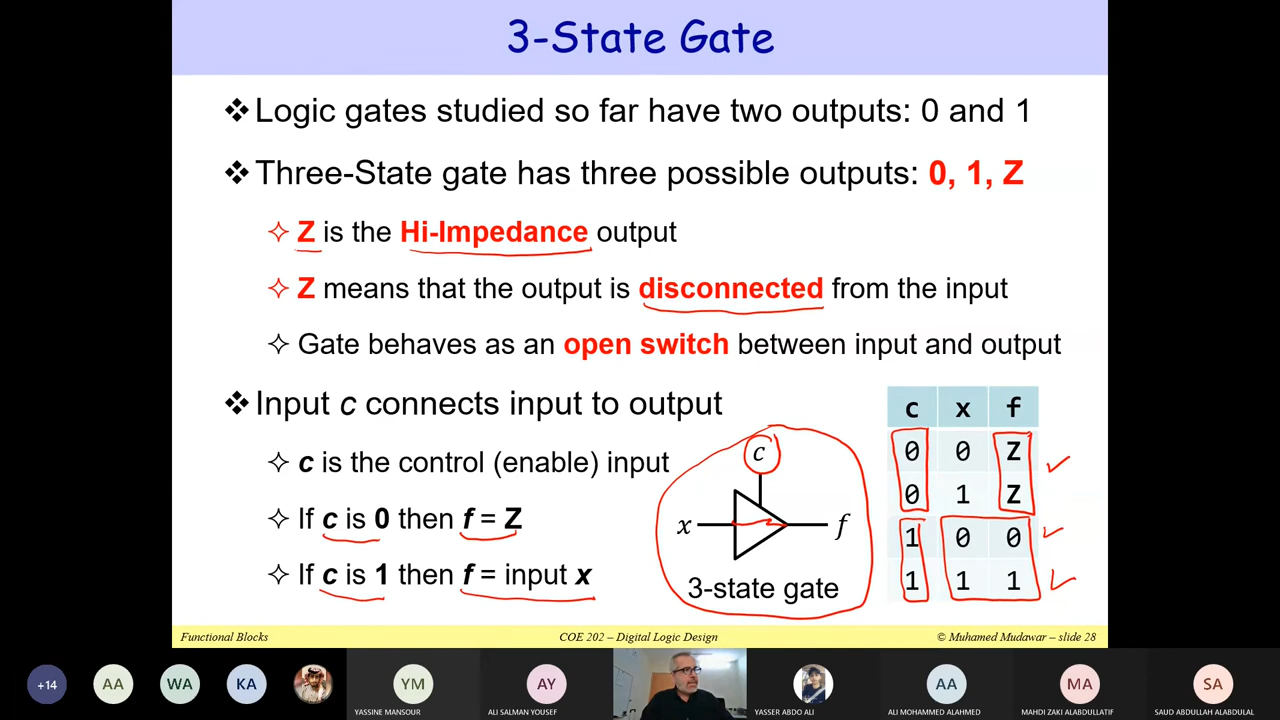 3-State Gate
❖ Logic gates studied so far have two outputs: 0 and 1
❖ Three-State gate has three possible outputs: 0, 1, Z
✧ Z is the Hi-Impedance output
✧ Z means that the output is disconnected from the input
✧ Gate behaves as an open switch between input and output
❖ Input c connects input to output
✧ c is the control (enable) input
✧ If c is 0 then f = Z
✧ If c is 1 then f = input x
c
x f
3-state gate
c x f
0 0 Z
0 1 Z
1 0 0
1 1 1
Functional Blocks COE 202 – Digital Logic Design © Muhamed Mudawar – slide 28
+14 AA WA KA YM AY AA MA SA
YASSINE MANSOUR ALI SALMAN YOUSEF YASSER ABDO ALI ALI MOHAMMED ALAHMED MAHDI ZAKI ALABDULLATIF SAUD ABDULLAH ALABDULAL